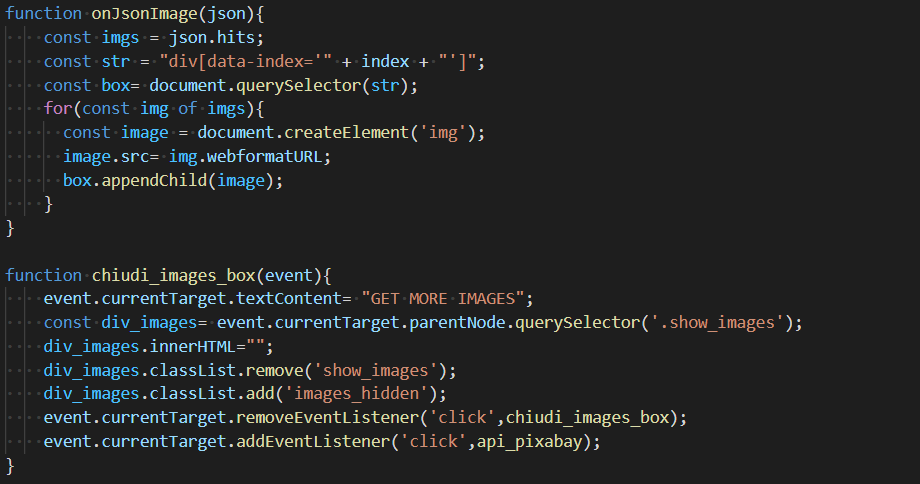 function onJsonImage(json){
    const imgs = json.hits;
    const str = "div[data-index='" + index + "']";
    const box= document.querySelector(str);
    for(const img of imgs){
      const image = document.createElement('img');
      image.src= img.webformatURL;
      box.appendChild(image);
    }
}

function chiudi_images_box(event){
    event.currentTarget.textContent= "GET MORE IMAGES";
    const div_images= event.currentTarget.parentNode.querySelector('.show_images');
    div_images.innerHTML="";
    div_images.classList.remove('show_images');
    div_images.classList.add('images_hidden');
    event.currentTarget.removeEventListener('click',chiudi_images_box);
    event.currentTarget.addEventListener('click',api_pixabay);
}